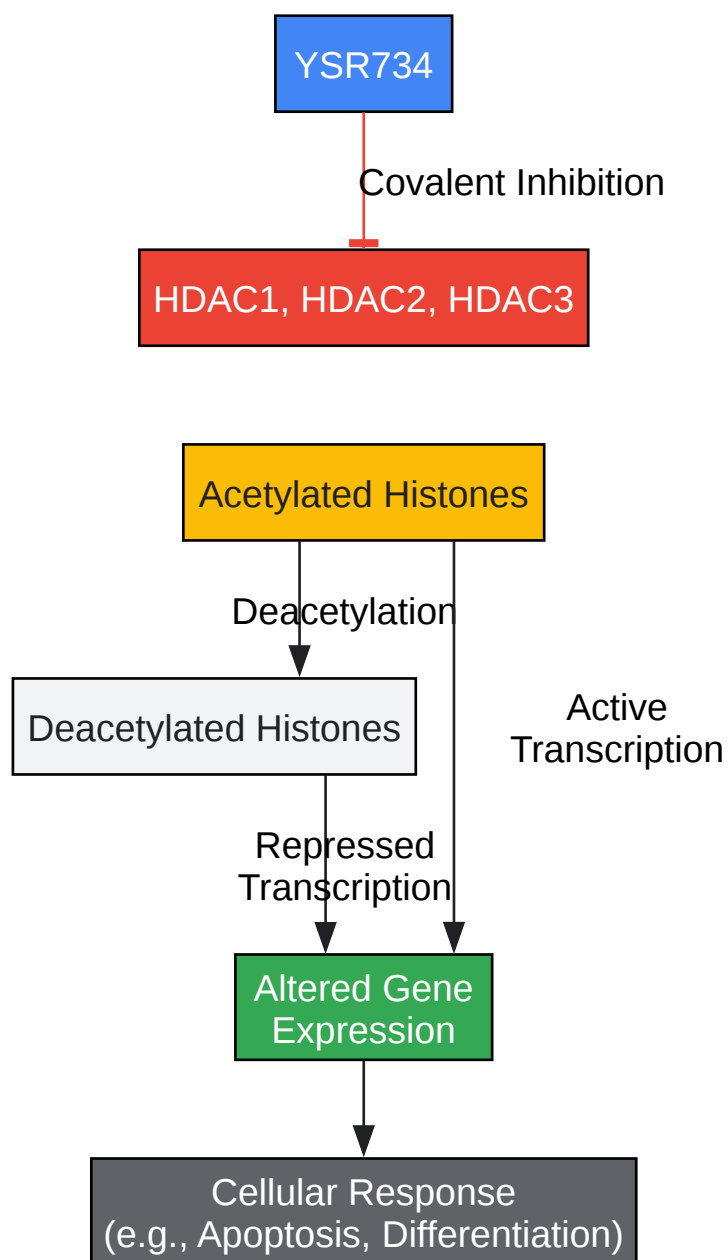 YSR734
Covalent Inhibition
HDAC1, HDAC2, HDAC3
Acetylated Histones
Deacetylation
Deacetylated Histones
Active
Transcription
Repressed
Transcription
Altered Gene
Expression
Cellular Response
(e.g., Apoptosis, Differentiation)